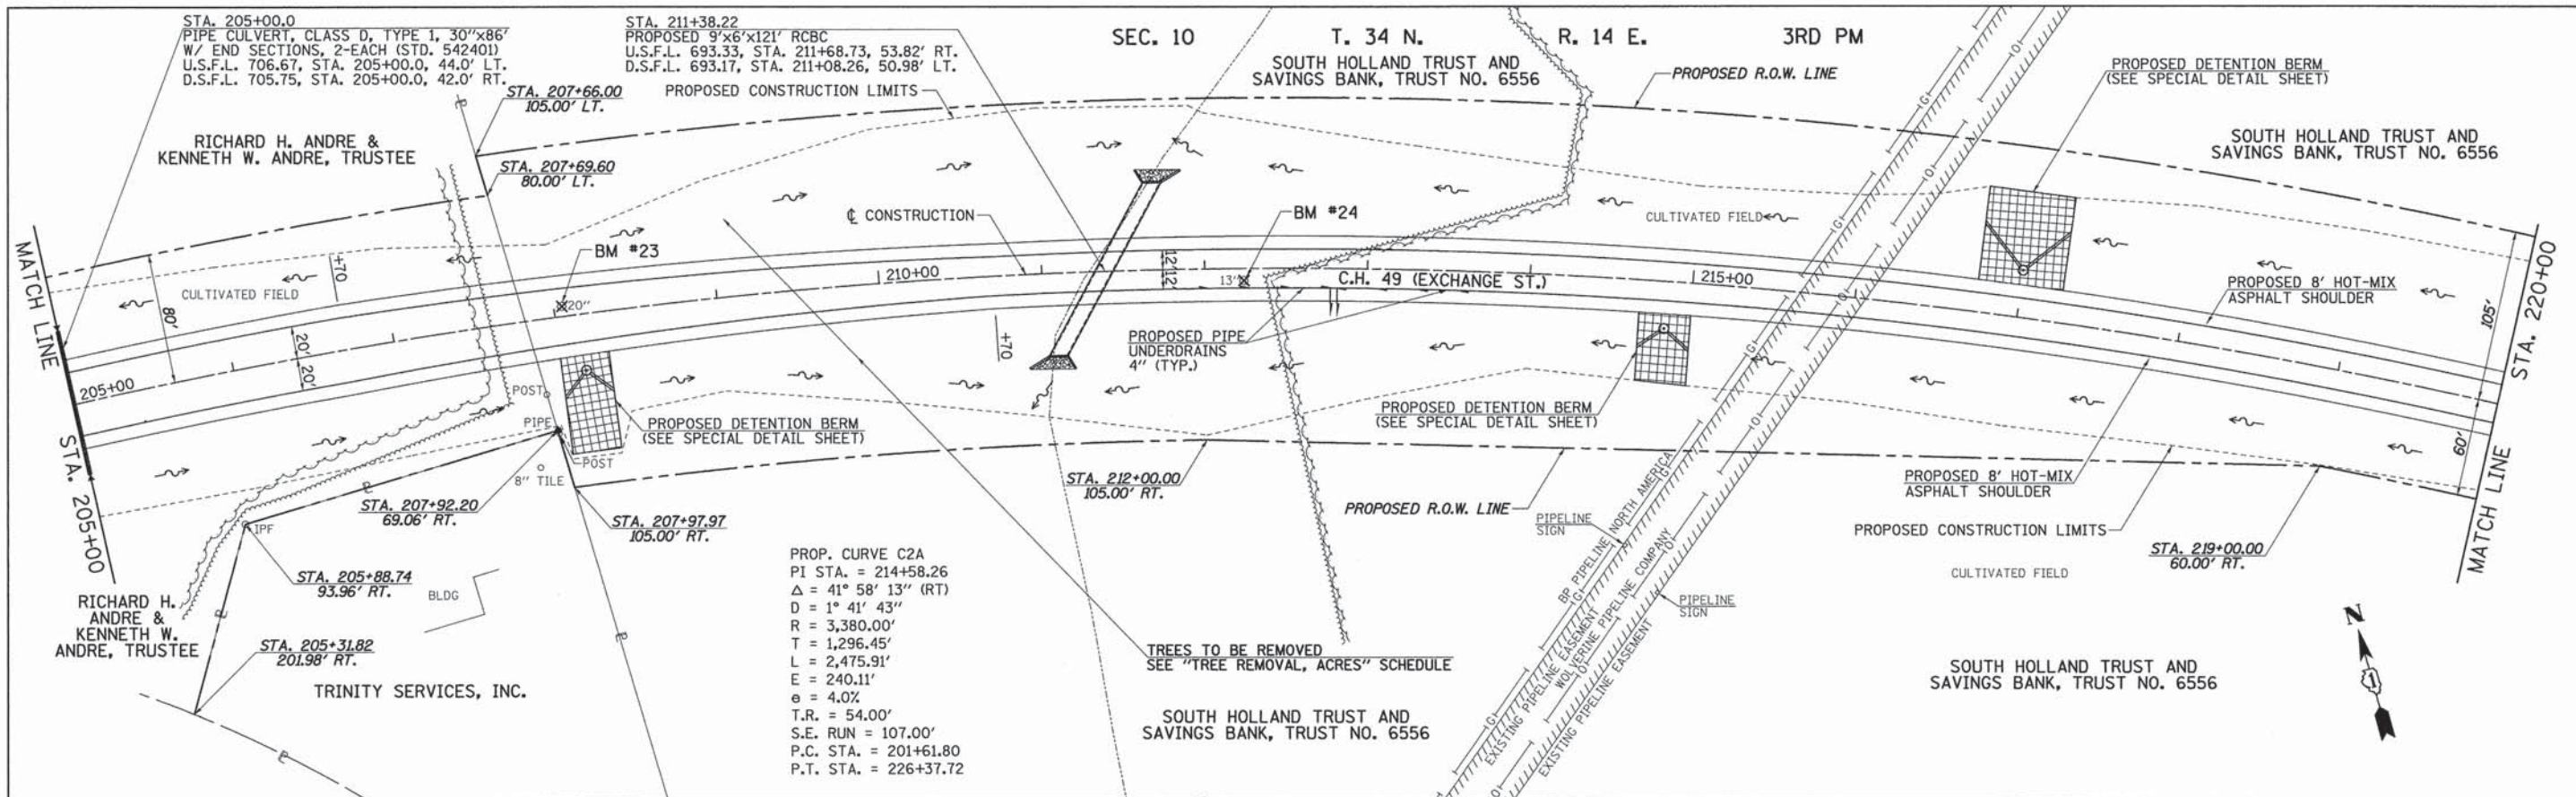 STA. 205+00.0
PIPE CULVERT, CLASS D, TYPE 1, 30"x86'
W/ END SECTIONS, 2-EACH (STD. 542401)
U.S.F.L. 706.67, STA. 205+00.0, 44.0' LT.
D.S.F.L. 705.75, STA. 205+00.0, 42.0' RT.
STA. 211+38.22
PROPOSED 9'x6'x121' RCBC
U.S.F.L. 693.33, STA. 211+68.73, 53.82' RT.
D.S.F.L. 693.17, STA. 211+08.26, 50.98' LT.
SEC. 10
T. 34 N.
R. 14 E.
3RD PM
SOUTH HOLLAND TRUST AND
SAVINGS BANK, TRUST NO. 6556
PROPOSED R.O.W. LINE
PROPOSED DETENTION BERM
(SEE SPECIAL DETAIL SHEET)
STA. 207+66.00
105.00' LT.
PROPOSED CONSTRUCTION LIMITS
RICHARD H. ANDRE &
KENNETH W. ANDRE, TRUSTEE
STA. 207+69.60
80.00' LT.
SOUTH HOLLAND TRUST AND
SAVINGS BANK, TRUST NO. 6556
℄ CONSTRUCTION
BM #24
CULTIVATED FIELD
BM #23
MATCH LINE
STA. 205+00
+70
CULTIVATED FIELD
80'
20"
210+00
12'
12'
13"
C.H. 49 (EXCHANGE ST.)
215+00
PROPOSED 8' HOT-MIX
ASPHALT SHOULDER
105'
STA. 220+00
MATCH LINE
60'
205+00
20'
20'
+70
PROPOSED PIPE
UNDERDRAINS
4" (TYP.)
POST
PIPE
POST
8" TILE
PROPOSED DETENTION BERM
(SEE SPECIAL DETAIL SHEET)
PROPOSED DETENTION BERM
(SEE SPECIAL DETAIL SHEET)
STA. 207+92.20
69.06' RT.
STA. 207+97.97
105.00' RT.
STA. 212+00.00
105.00' RT.
PROPOSED R.O.W. LINE
PIPELINE
SIGN
PROPOSED 8' HOT-MIX
ASPHALT SHOULDER
PROPOSED CONSTRUCTION LIMITS
STA. 219+00.00
60.00' RT.
CULTIVATED FIELD
IPF
STA. 205+88.74
93.96' RT.
BLDG
RICHARD H.
ANDRE &
KENNETH W.
ANDRE, TRUSTEE
STA. 205+31.82
201.98' RT.
TRINITY SERVICES, INC.
PROP. CURVE C2A
PI STA. = 214+58.26
Δ = 41° 58' 13" (RT)
D = 1° 41' 43"
R = 3,380.00'
T = 1,296.45'
L = 2,475.91'
E = 240.11'
e = 4.0%
T.R. = 54.00'
S.E. RUN = 107.00'
P.C. STA. = 201+61.80
P.T. STA. = 226+37.72
TREES TO BE REMOVED
SEE "TREE REMOVAL, ACRES" SCHEDULE
SOUTH HOLLAND TRUST AND
SAVINGS BANK, TRUST NO. 6556
BP PIPELINE NORTH AMERICA
EXISTING PIPELINE EASEMENT
WOLVERINE PIPELINE COMPANY
EXISTING PIPELINE EASEMENT
PIPELINE
SIGN
SOUTH HOLLAND TRUST AND
SAVINGS BANK, TRUST NO. 6556
N
1